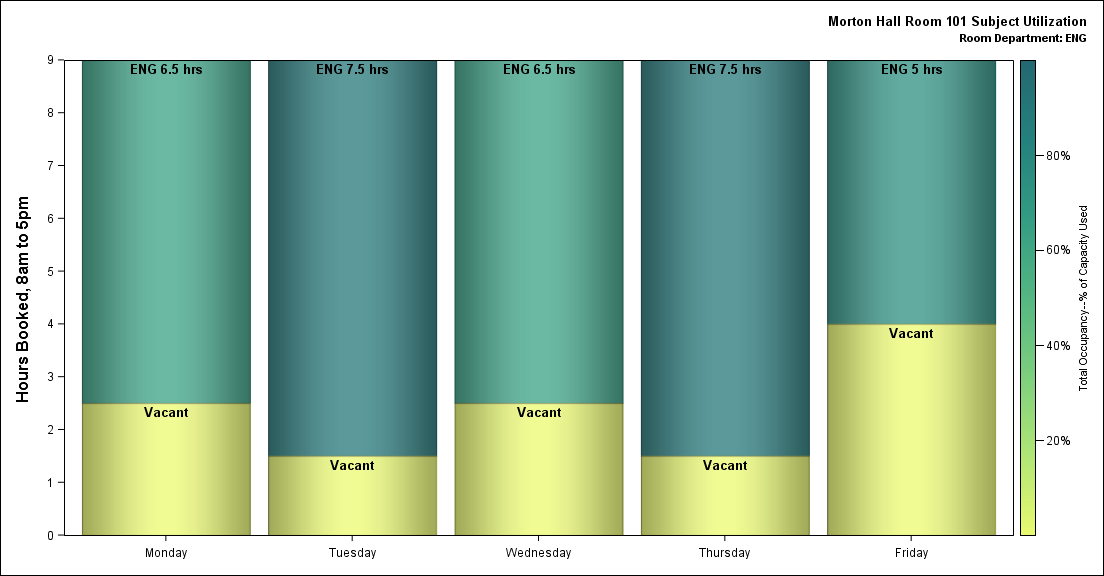 Morton Hall Room 101 Subject Utilization
Room Department: ENG
Hours Booked, 8am to 5pm
9
8
7
6
5
4
3
2
1
0
ENG 6.5 hrs
ENG 7.5 hrs
ENG 6.5 hrs
ENG 7.5 hrs
ENG 5 hrs
Vacant
Vacant
Vacant
Vacant
Vacant
Monday
Tuesday
Wednesday
Thursday
Friday
80%
60%
40%
20%
Total Occupancy--% of Capacity Used